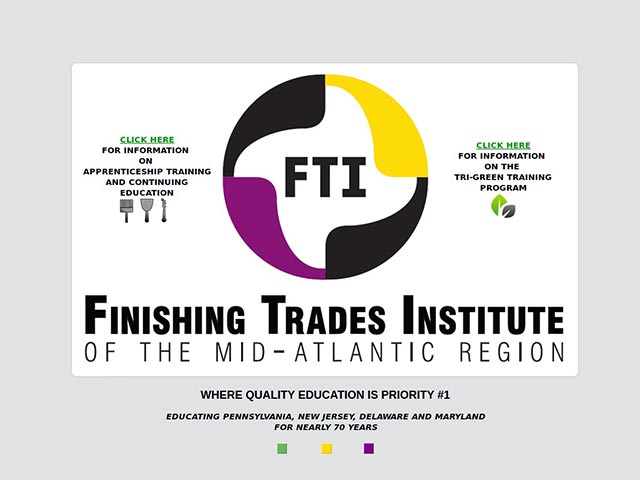 CLICK HERE
FOR INFORMATION
ON
APPRENTICESHIP TRAINING
AND CONTINUING
EDUCATION
FTI
CLICK HERE
FOR INFORMATION
ON THE
TRI-GREEN TRAINING
PROGRAM
FINISHING TRADES INSTITUTE
OF THE MID-ATLANTIC REGION
WHERE QUALITY EDUCATION IS PRIORITY #1
EDUCATING PENNSYLVANIA, NEW JERSEY, DELAWARE AND MARYLAND
FOR NEARLY 70 YEARS